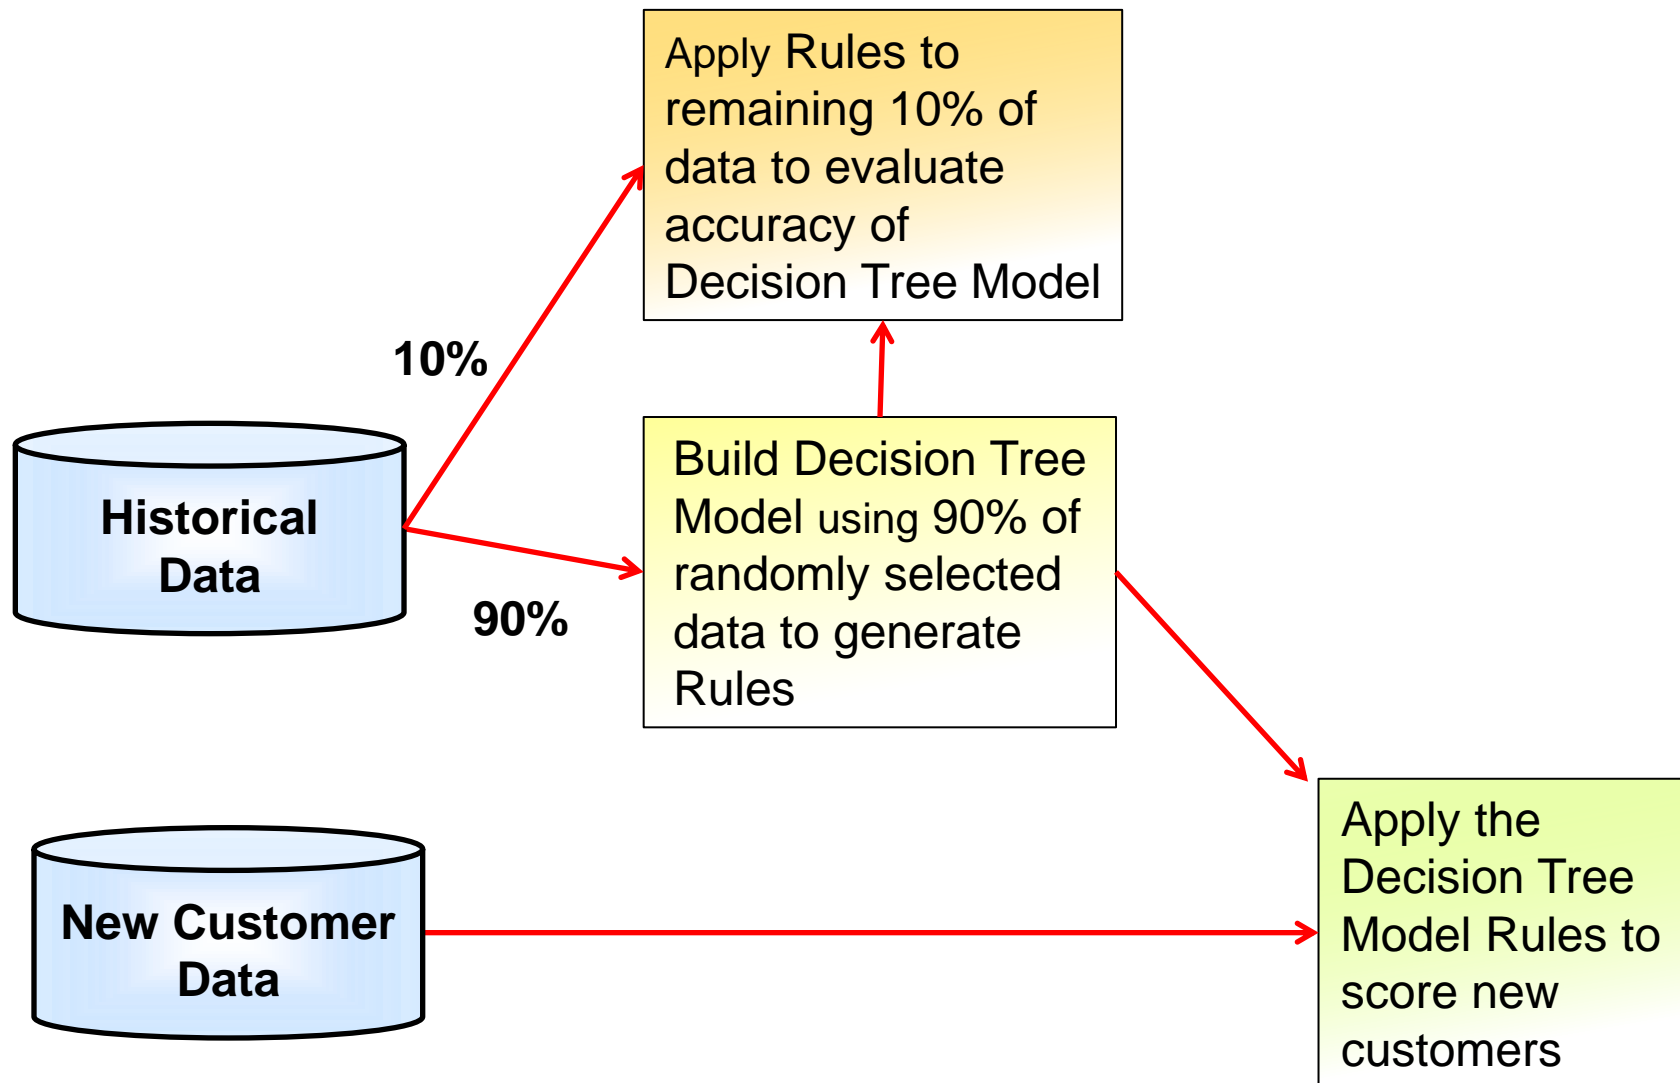 Apply Rules to
remaining 10% of
data to evaluate
accuracy of
Decision Tree Model
10%
Historical
Data
90%
Build Decision Tree
Model using 90% of
randomly selected
data to generate
Rules
New Customer
Data
Apply the
Decision Tree
Model Rules to
score new
customers